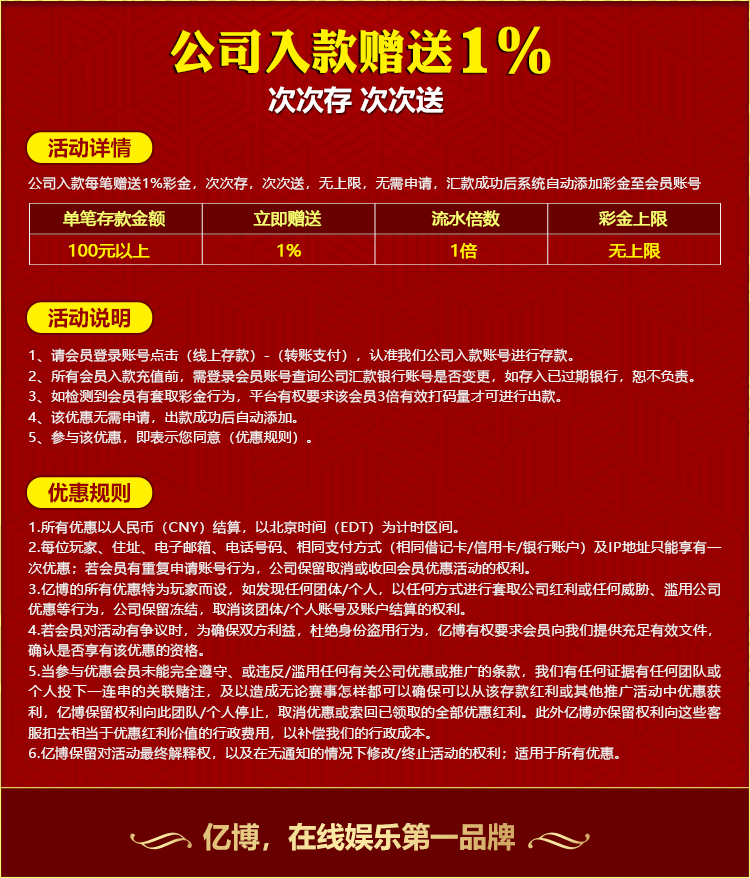 公司入款赠送1%
次次存 次次送
活动详情
公司入款每笔赠送1%彩金，次次存，次次送，无上限，无需申请，汇款成功后系统自动添加彩金至会员账号
单笔存款金额 立即赠送 流水倍数 彩金上限
100元以上 1% 1倍 无上限
活动说明
1、请会员登录账号点击（线上存款）-（转账支付），认准我们公司入款账号进行存款。
2、所有会员入款充值前，需登录会员账号查询公司汇款银行账号是否变更，如存入已过期银行，恕不负责。
3、如检测到会员有套取彩金行为，平台有权要求该会员3倍有效打码量才可进行出款。
4、该优惠无需申请，出款成功后自动添加。
5、参与该优惠，即表示您同意（优惠规则）。
优惠规则
1.所有优惠以人民币（CNY）结算，以北京时间（EDT）为计时区间。
2.每位玩家、住址、电子邮箱、电话号码、相同支付方式（相同借记卡/信用卡/银行账户）及IP地址只能享有一
次优惠；若会员有重复申请账号行为，公司保留取消或收回会员优惠活动的权利。
3.亿博的所有优惠特为玩家而设，如发现任何团体/个人，以任何方式进行套取公司红利或任何威胁、滥用公司
优惠等行为，公司保留冻结，取消该团体/个人账号及账户结算的权利。
4.若会员对活动有争议时，为确保双方利益，杜绝身份盗用行为，亿博有权要求会员向我们提供充足有效文件，
确认是否享有该优惠的资格。
5.当参与优惠会员未能完全遵守、或违反/滥用任何有关公司优惠或推广的条款，我们有任何证据有任何团队或
个人投下一连串的关联赌注，及以造成无论赛事怎样都可以确保可以从该存款红利或其他推广活动中优惠获
利，亿博保留权利向此团队/个人停止，取消优惠或索回已领取的全部优惠红利。此外亿博亦保留权利向这些客
服扣去相当于优惠红利价值的行政费用，以补偿我们的行政成本。
6.亿博保留对活动最终解释权，以及在无通知的情况下修改/终止活动的权利；适用于所有优惠。
亿博，在线娱乐第一品牌